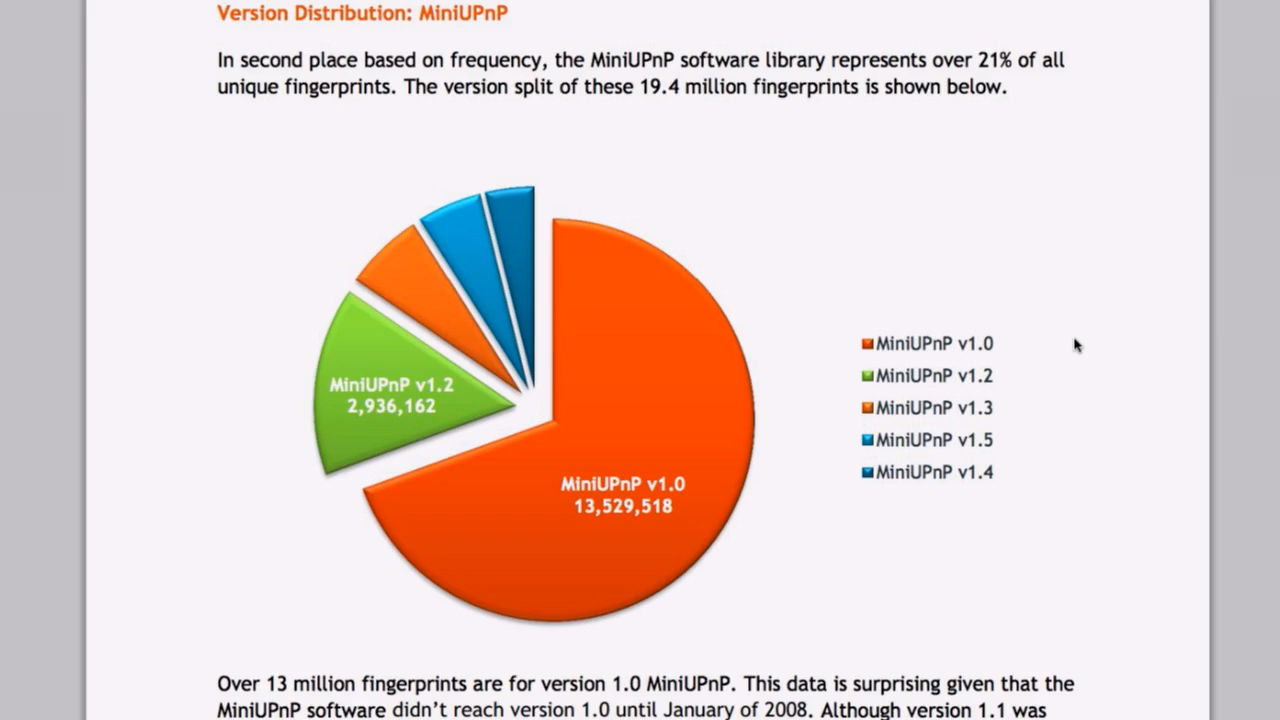 Version Distribution: MiniUPnP
In second place based on frequency, the MiniUPnP software library represents over 21% of all
unique fingerprints. The version split of these 19.4 million fingerprints is shown below.
MiniUPnP v1.2
2,936,162
MiniUPnP v1.0
13,529,518
MiniUPnP v1.0
MiniUPnP v1.2
MiniUPnP v1.3
MiniUPnP v1.5
MiniUPnP v1.4
Over 13 million fingerprints are for version 1.0 MiniUPnP. This data is surprising given that the
MiniUPnP software didn’t reach version 1.0 until January of 2008. Although version 1.1 was